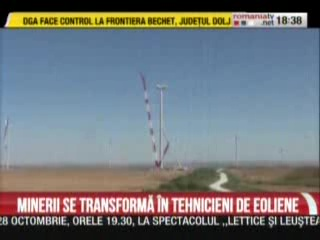 DGA FACE CONTROL LA FRONTIERA BECHET, JUDEȚUL DOLJ
romaniatv
.net
18:38
MINERII SE TRANSFORMĂ ÎN TEHNICIENI DE EOLIENE
28 OCTOMBRIE, ORELE 19.30, LA SPECTACOLUL „LETTICE ȘI LEUȘTEA